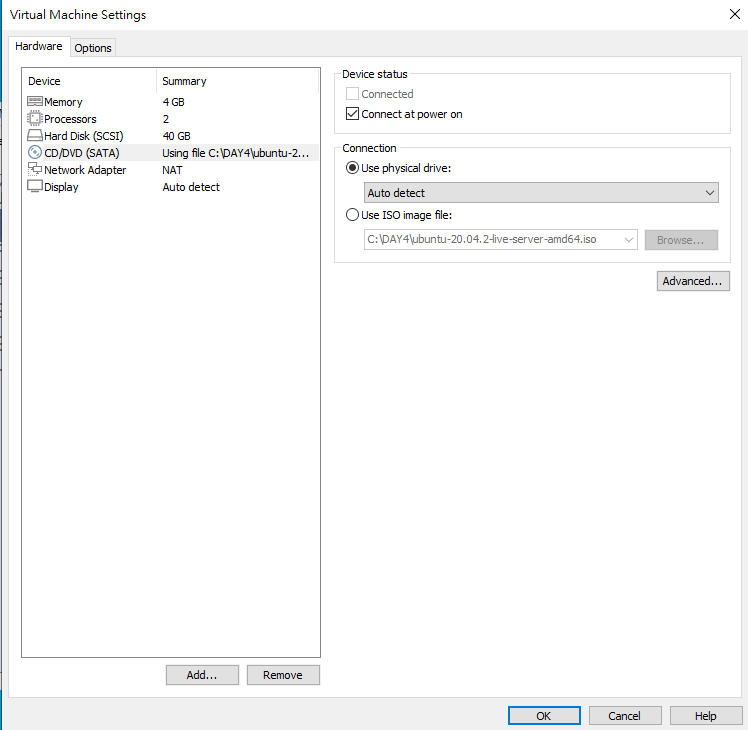 Virtual Machine Settings
Hardware Options
Device Summary
Memory 4 GB
Processors 2
Hard Disk (SCSI) 40 GB
CD/DVD (SATA) Using file C:\DAY4\ubuntu-2...
Network Adapter NAT
Display Auto detect
Add... Remove
Device status
Connected
Connect at power on
Connection
Use physical drive:
Auto detect
Use ISO image file:
C:\DAY4\ubuntu-20.04.2-live-server-amd64.iso Browse...
Advanced...
OK Cancel Help